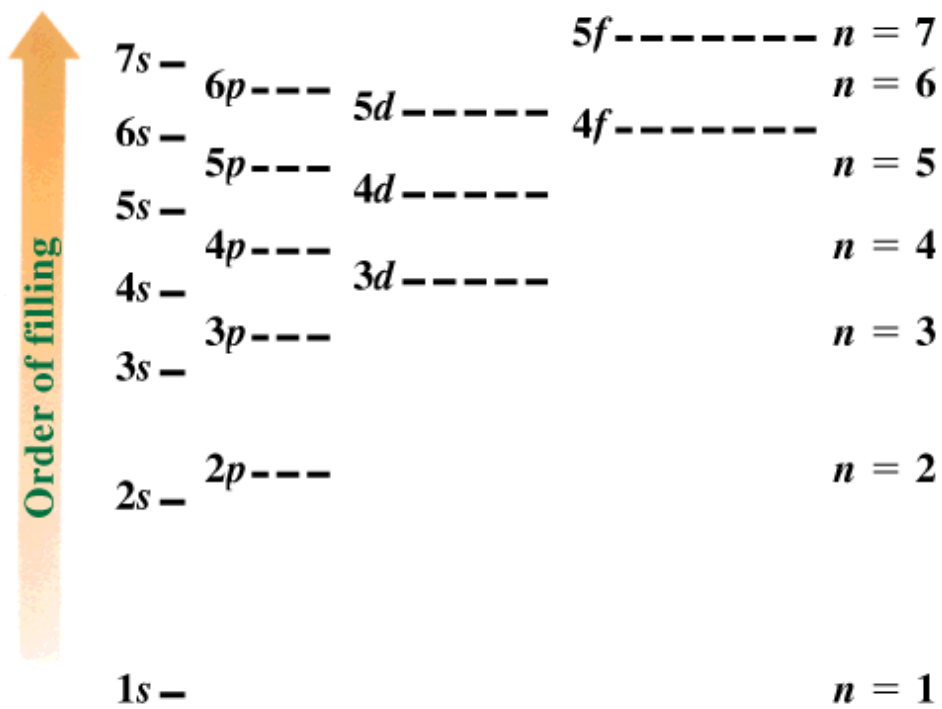 5f n = 7
7s
6p n = 6
5d
6s 4f
5p n = 5
4d
5s
4p n = 4
3d
4s
3p n = 3
3s
2p n = 2
2s
1s n = 1
Order of filling